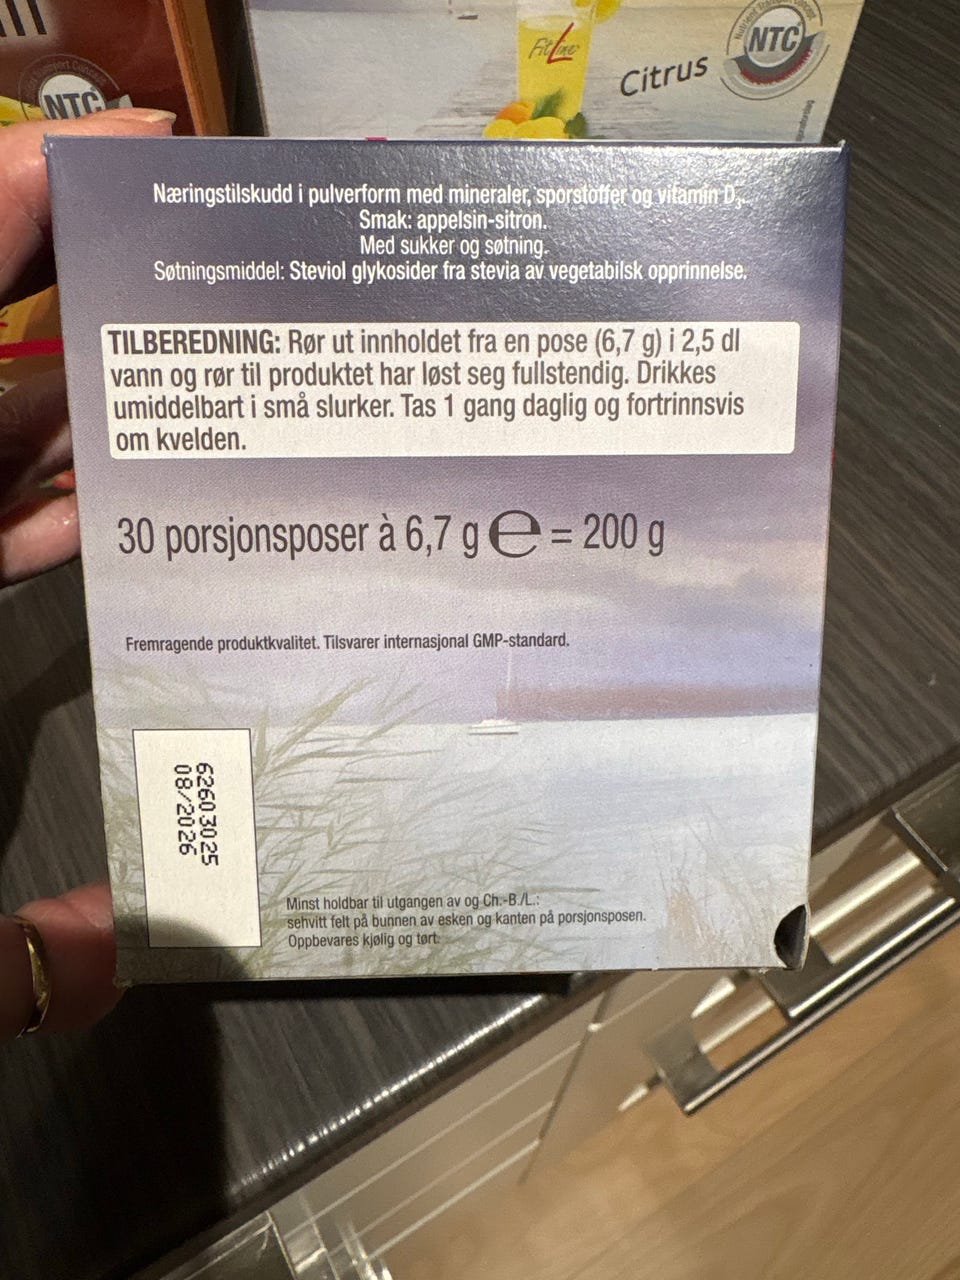 NTC
FitLine
Citrus
NTC
Næringstilskudd i pulverform med mineraler, sporstoffer og vitamin D₃.
Smak: appelsin-sitron.
Med sukker og søtning.
Søtningsmiddel: Steviol glykosider fra stevia av vegetabilsk opprinnelse.
TILBEREDNING: Rør ut innholdet fra en pose (6,7 g) i 2,5 dl
vann og rør til produktet har løst seg fullstendig. Drikkes
umiddelbart i små slurker. Tas 1 gang daglig og fortrinnsvis
om kvelden.
30 porsjonsposer à 6,7 g ℮ = 200 g
Fremragende produktkvalitet. Tilsvarer internasjonal GMP-standard.
62603025
08/2026
Minst holdbar til utgangen av og Ch.-B./L.:
sehvitt felt på bunnen av esken og kanten på porsjonsposen.
Oppbevares kjølig og tørt.